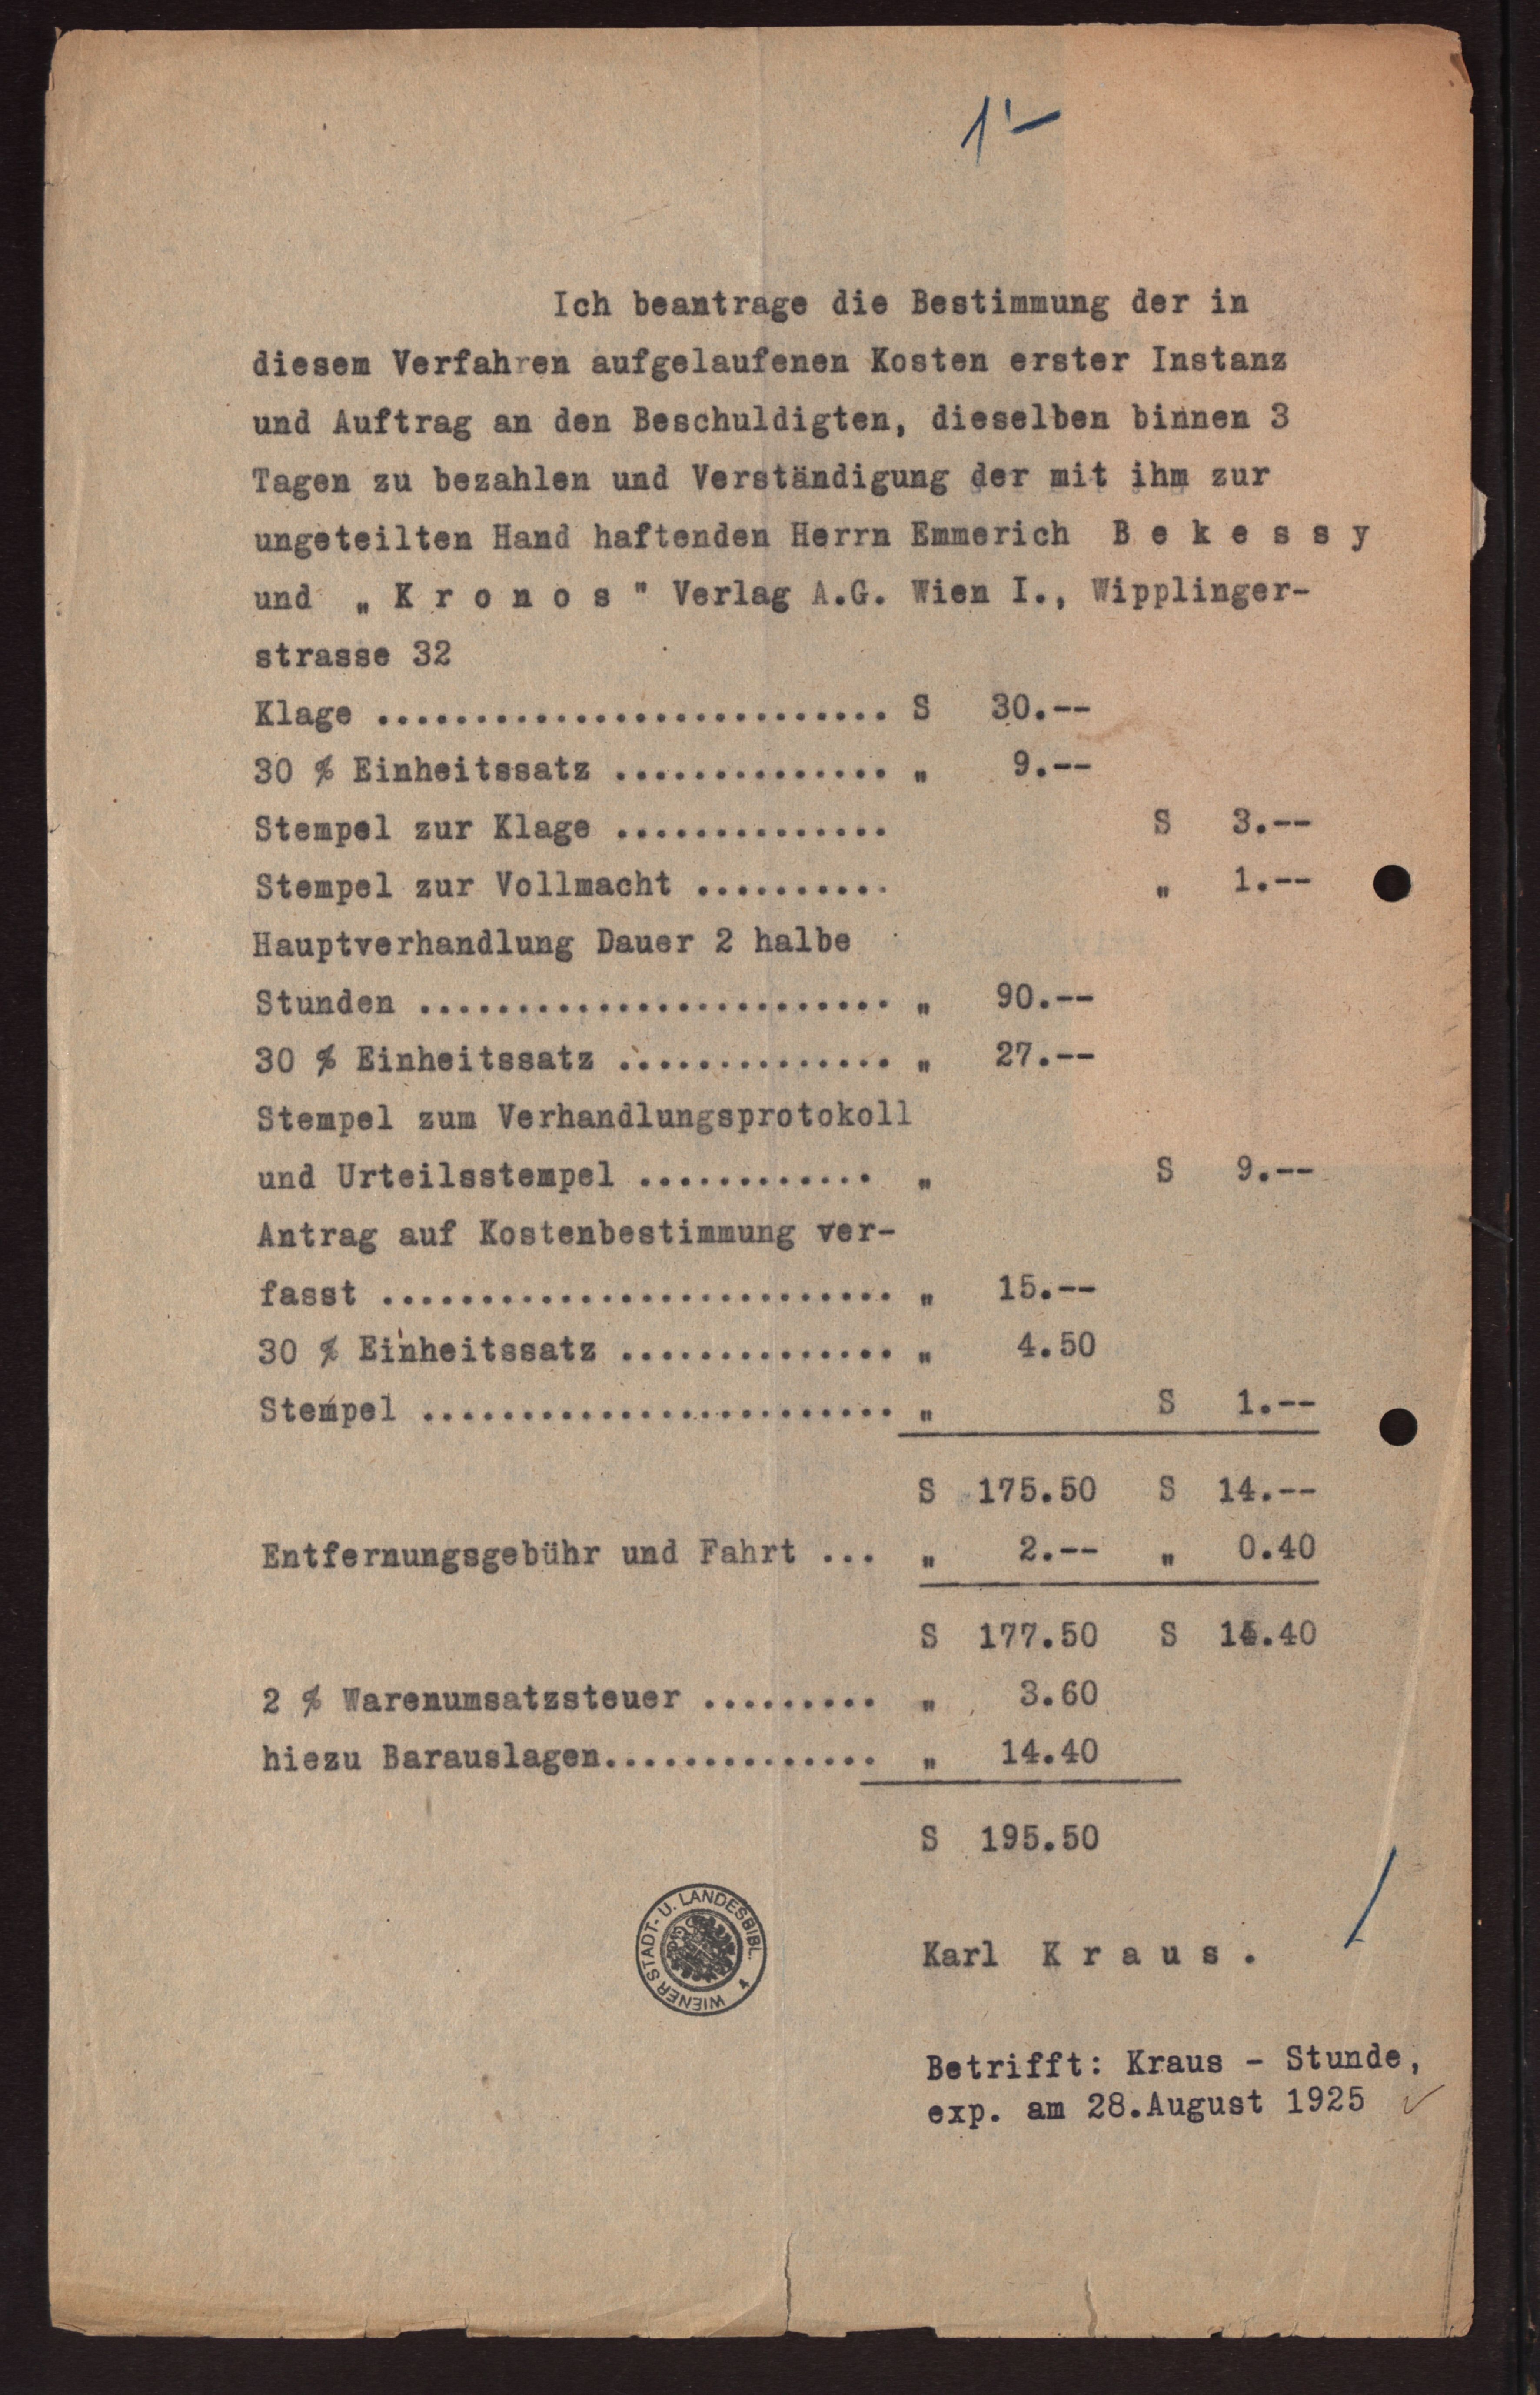 1'-
Ich beantrage die Bestimmung der in
diesem Verfahren aufgelaufenen Kosten erster Instanz
und Auftrag an den Beschuldigten, dieselben binnen 3
Tagen zu bezahlen und Verständigung der mit ihm zur
ungeteilten Hand haftenden Herrn Emmerich B e k e s s y
und „ K r o n o s " Verlag A.G. Wien I., Wipplinger-
strasse 32
Klage .......................... S 30.--
30 % Einheitssatz .............. „ 9.--
Stempel zur Klage .............. S 3.--
Stempel zur Vollmacht .......... „ 1.--
Hauptverhandlung Dauer 2 halbe
Stunden ........................ „ 90.--
30 % Einheitssatz .............. „ 27.--
Stempel zum Verhandlungsprotokoll
und Urteilsstempel ............ „ S 9.--
Antrag auf Kostenbestimmung ver-
fasst .......................... „ 15.--
30 % Einheitssatz .............. „ 4.50
Stempel ........................ „ S 1.--
S 175.50 S 14.--
Entfernungsgebühr und Fahrt ... „ 2.-- „ 0.40
S 177.50 S 14.40
2 % Warenumsatzsteuer ......... „ 3.60
hiezu Barauslagen.............. „ 14.40
S 195.50
WIENER STADT- U. LANDESBIBL.
Karl K r a u s .
Betrifft: Kraus - Stunde,
exp. am 28.August 1925